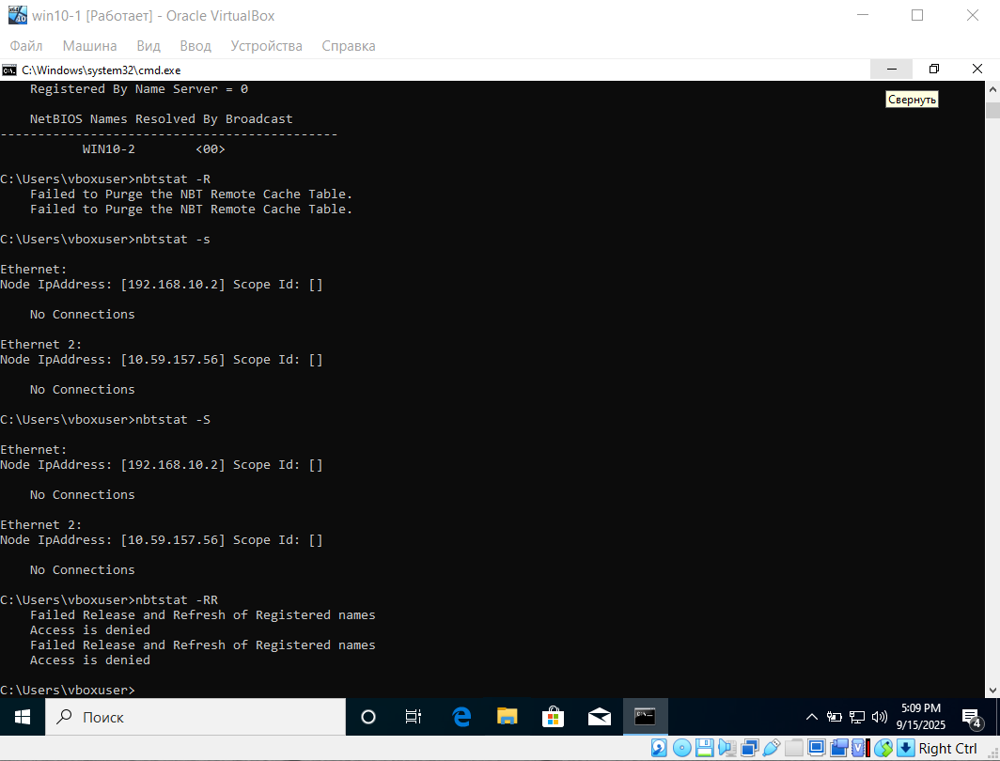 win10-1 [Работает] - Oracle VirtualBox
Файл Машина Вид Ввод Устройства Справка
C:\Windows\system32\cmd.exe
Свернуть
Registered By Name Server = 0
NetBIOS Names Resolved By Broadcast
---------------------------------------------
WIN10-2 <00>
C:\Users\vboxuser>nbtstat -R
Failed to Purge the NBT Remote Cache Table.
Failed to Purge the NBT Remote Cache Table.
C:\Users\vboxuser>nbtstat -s
Ethernet:
Node IpAddress: [192.168.10.2] Scope Id: []
No Connections
Ethernet 2:
Node IpAddress: [10.59.157.56] Scope Id: []
No Connections
C:\Users\vboxuser>nbtstat -S
Ethernet:
Node IpAddress: [192.168.10.2] Scope Id: []
No Connections
Ethernet 2:
Node IpAddress: [10.59.157.56] Scope Id: []
No Connections
C:\Users\vboxuser>nbtstat -RR
Failed Release and Refresh of Registered names
Access is denied
Failed Release and Refresh of Registered names
Access is denied
C:\Users\vboxuser>
Поиск
5:09 PM
9/15/2025
4
Right Ctrl